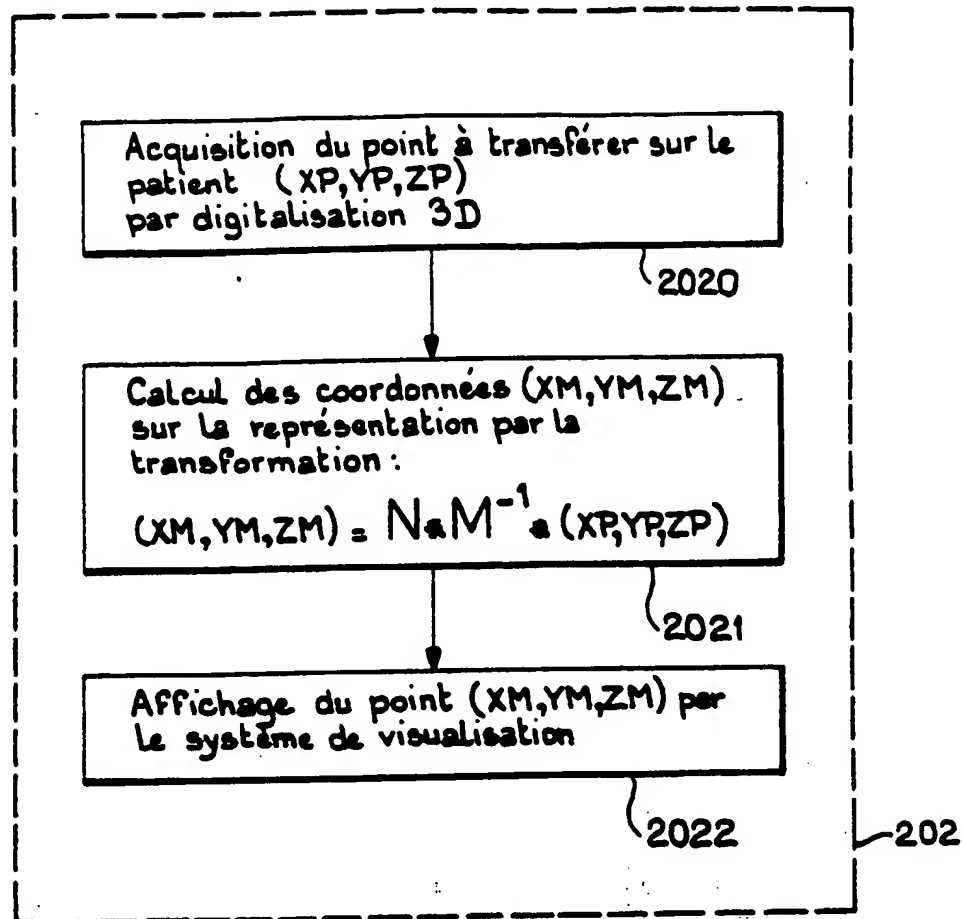 Acquisition du point à transférer sur le
patient (XP,YP,ZP)
par digitalisation 3D
2020
Calcul des coordonnées (XM,YM,ZM)
sur la représentation par la
transformation :
(XM,YM,ZM) = N * M⁻¹ * (XP,YP,ZP)
2021
Affichage du point (XM,YM,ZM) par
le système de visualisation
2022
202